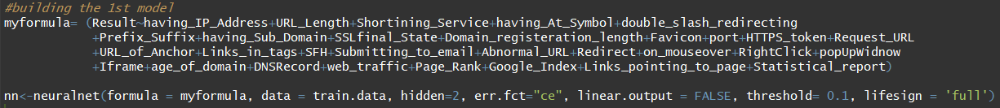 #building the 1st model
myformula= (Result~having_IP_Address+URL_Length+Shortining_Service+having_At_Symbol+double_slash_redirecting
+Prefix_Suffix+having_Sub_Domain+SSLfinal_State+Domain_registeration_length+Favicon+port+HTTPS_token+Request_URL
+URL_of_Anchor+Links_in_tags+SFH+Submitting_to_email+Abnormal_URL+Redirect+on_mouseover+RightClick+popUpWidnow
+Iframe+age_of_domain+DNSRecord+web_traffic+Page_Rank+Google_Index+Links_pointing_to_page+Statistical_report)
nn<-neuralnet(formula = myformula, data = train.data, hidden=2, err.fct="ce", linear.output = FALSE, threshold= 0.1, lifesign = 'full')